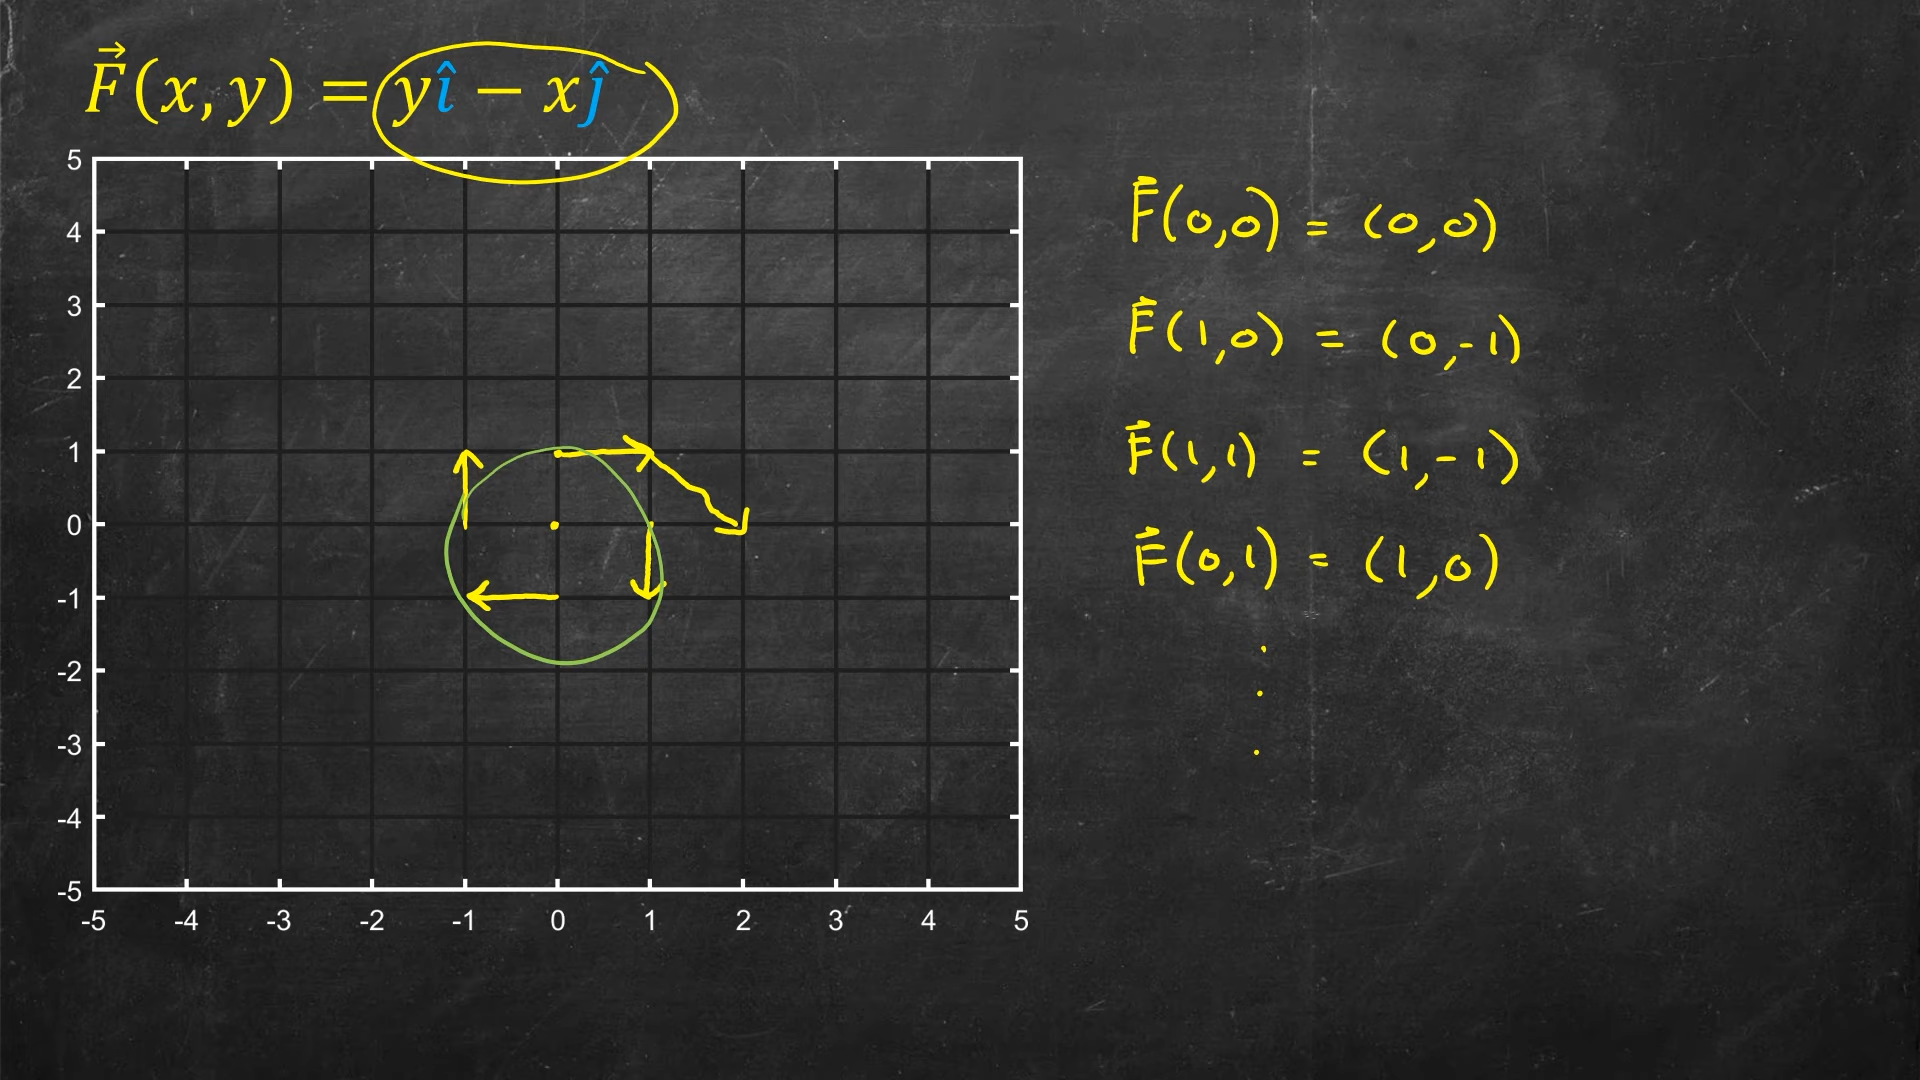 F⃗(x, y) = yî − xĵ
5
4
3
2
1
0
-1
-2
-3
-4
-5
-5 -4 -3 -2 -1 0 1 2 3 4 5
F⃗(0,0) = (0,0)
F⃗(1,0) = (0,-1)
F⃗(1,1) = (1,-1)
F⃗(0,1) = (1,0)
.
.
.